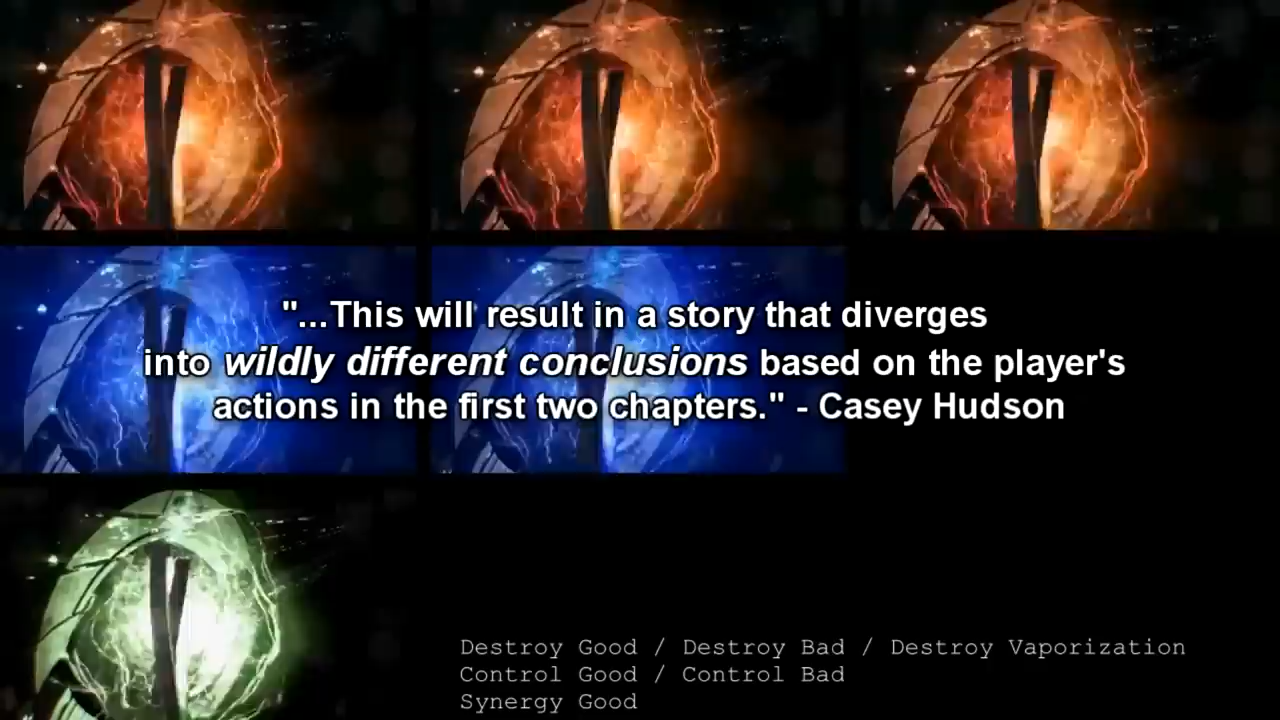 "...This will result in a story that diverges
into wildly different conclusions based on the player's
actions in the first two chapters." - Casey Hudson
Destroy Good / Destroy Bad / Destroy Vaporization
Control Good / Control Bad
Synergy Good